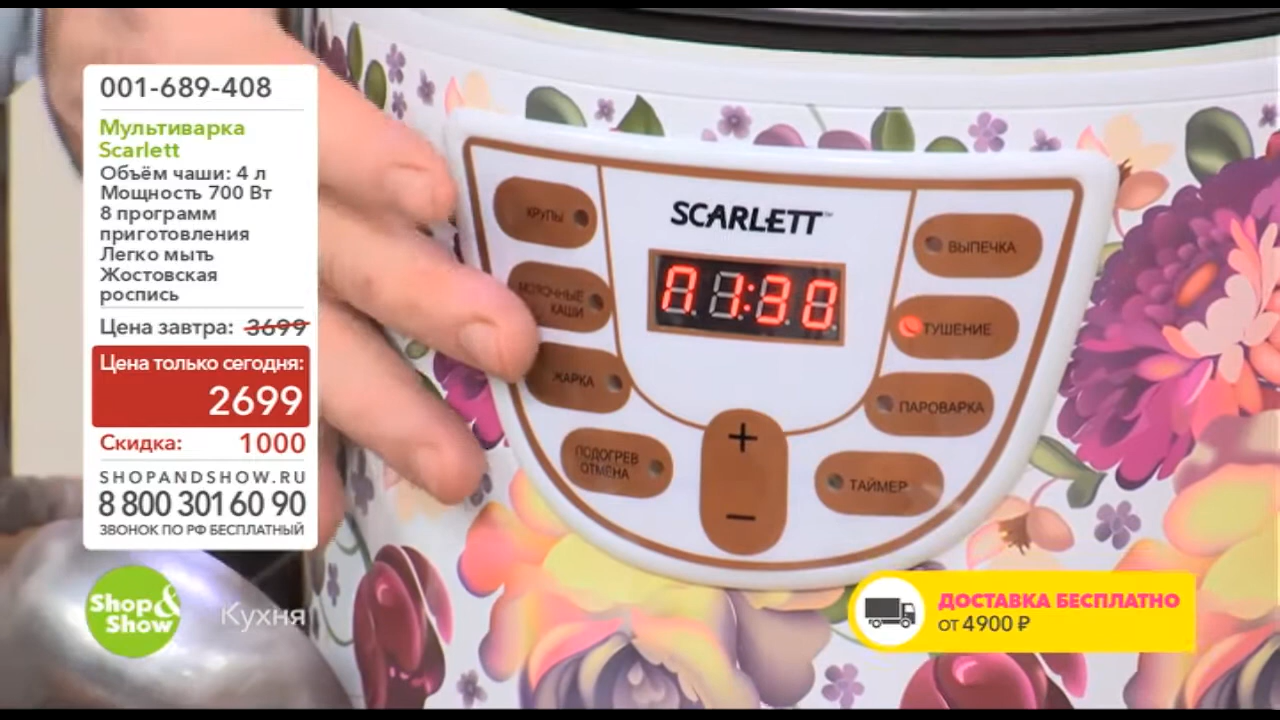 001-689-408
Мультиварка
Scarlett
Объём чаши: 4 л
Мощность 700 Вт
8 программ
приготовления
Легко мыть
Жостовская
роспись
Цена завтра: 3699
Цена только сегодня:
2699
Скидка: 1000
SHOPANDSHOW.RU
8 800 301 60 90
ЗВОНОК ПО РФ БЕСПЛАТНЫЙ
Shop &
Show
Кухня
SCARLETT
П 1:30
КРУПЫ
МОЛОЧНЫЕ
КАШИ
ЖАРКА
ПОДОГРЕВ
ОТМЕНА
+
−
ВЫПЕЧКА
ТУШЕНИЕ
ПАРОВАРКА
ТАЙМЕР
ДОСТАВКА БЕСПЛАТНО
ОТ 4900 ₽